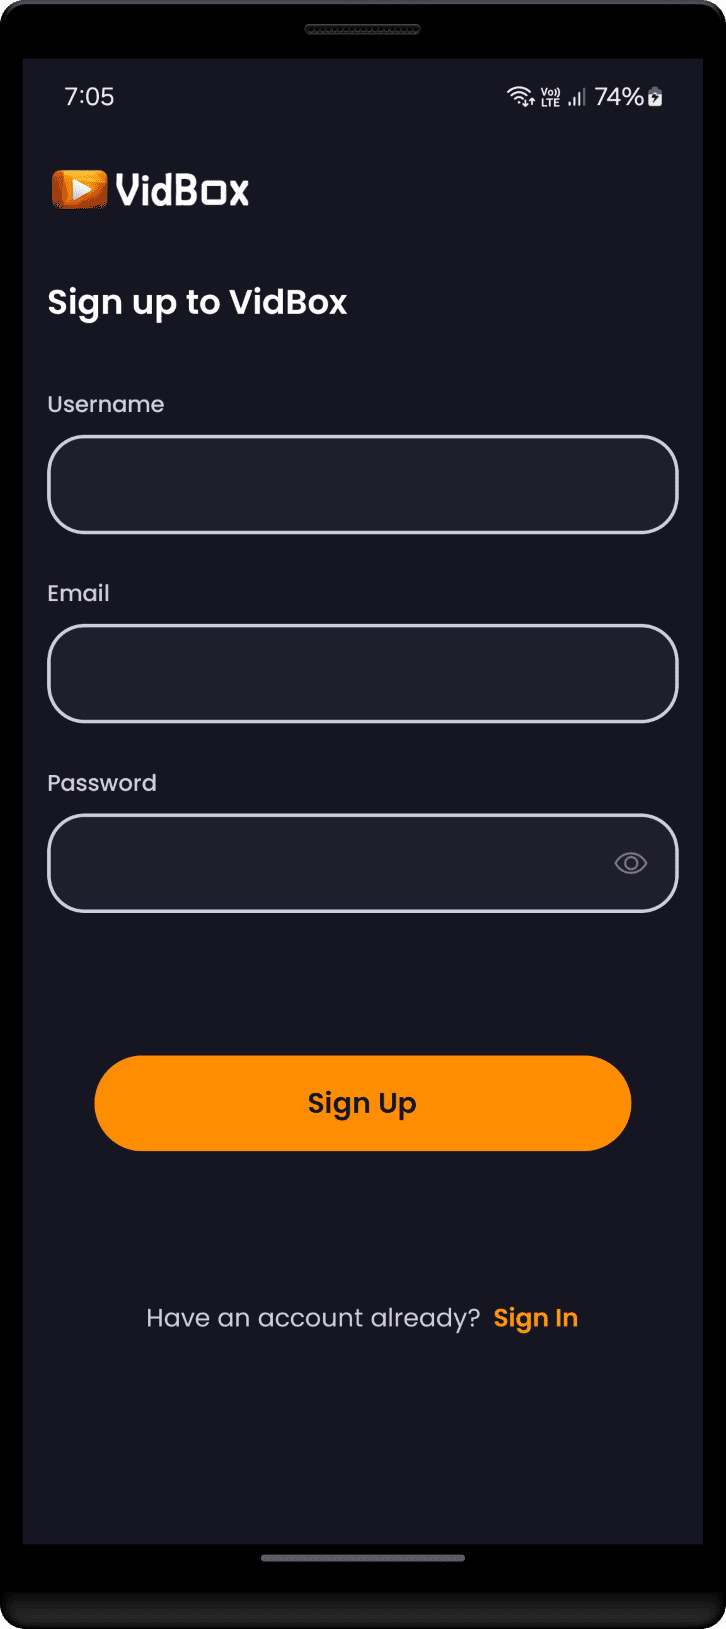 7:05
Vo))
LTE
74%
VidBox
Sign up to VidBox
Username
Email
Password
Sign Up
Have an account already? Sign In